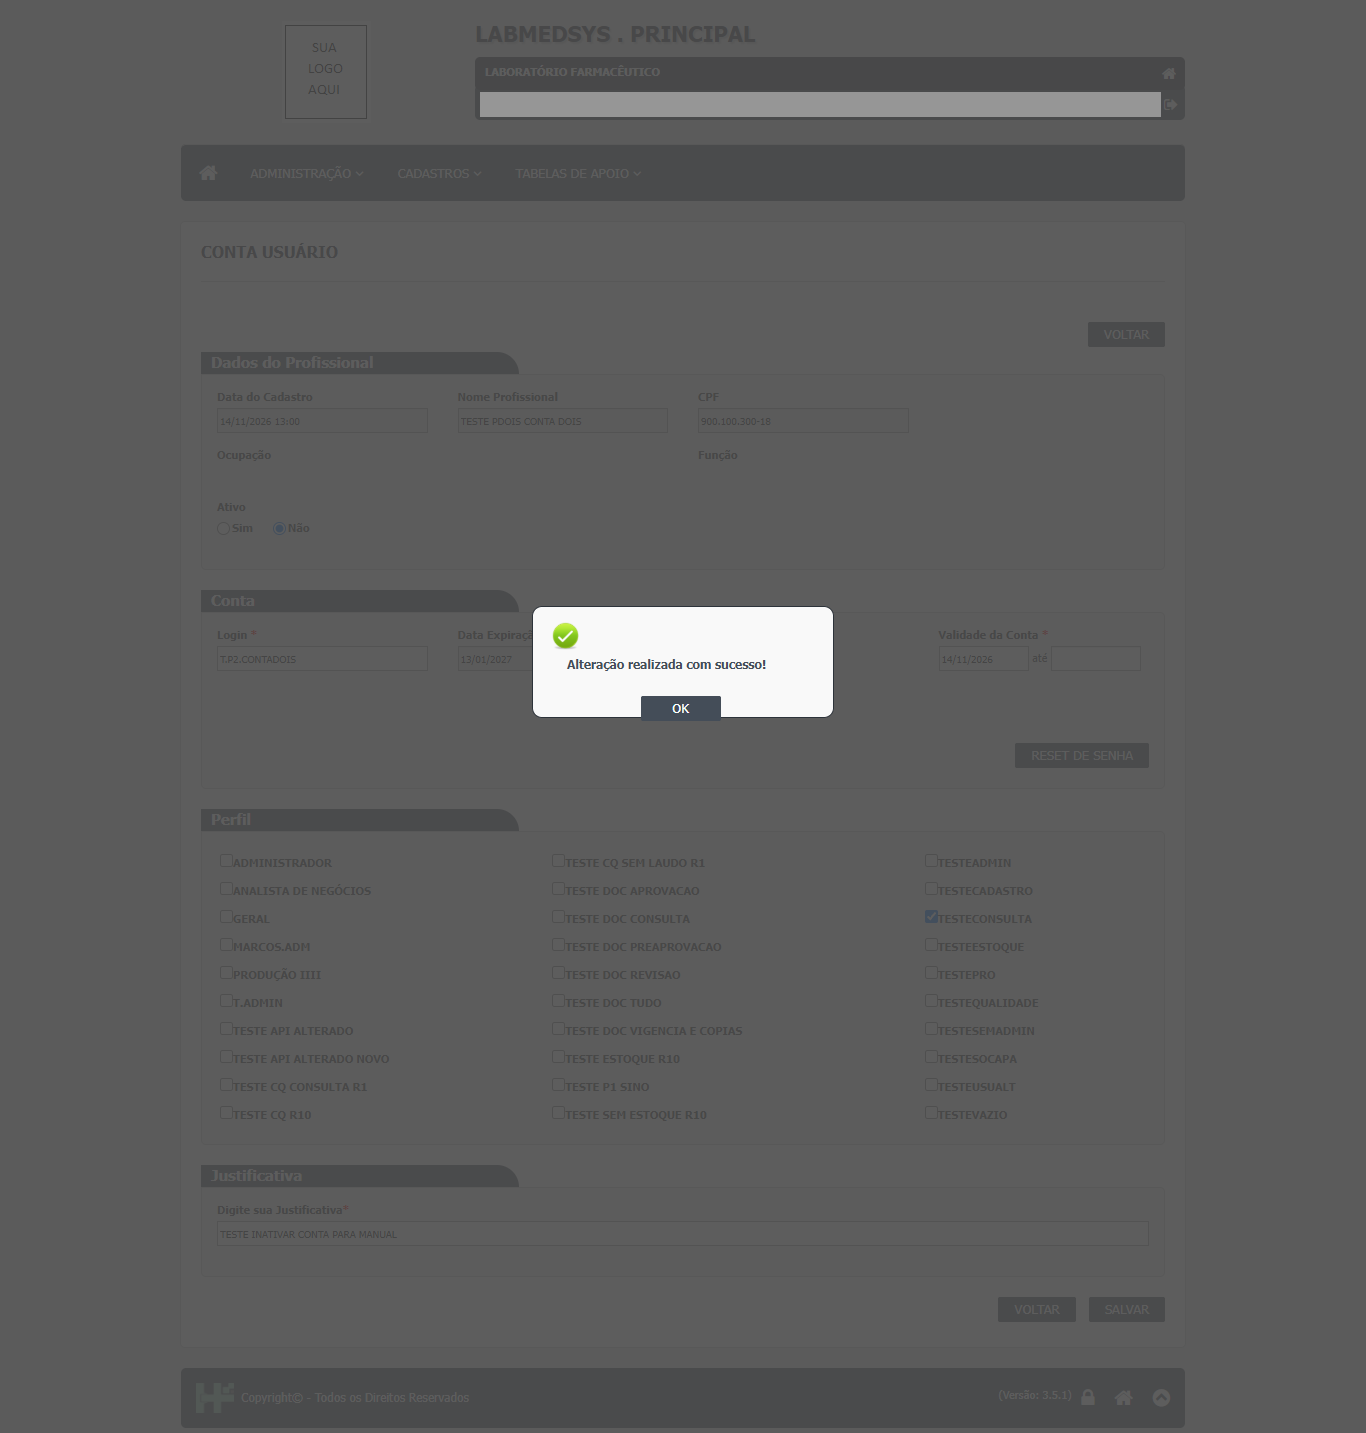 SUA
LOGO
AQUI
LABMEDSYS . PRINCIPAL
LABORATÓRIO FARMACÊUTICO
ADMINISTRAÇÃO CADASTROS TABELAS DE APOIO
CONTA USUÁRIO
VOLTAR
Dados do Profissional
Data do Cadastro Nome Profissional CPF
14/11/2026 13:00 TESTE PDOIS CONTA DOIS 900.100.300-18
Ocupação Função
Ativo
Sim Não
Conta
Login * Data Expiraçã Validade da Conta *
T.P2.CONTADOIS 13/01/2027 14/11/2026 até
Alteração realizada com sucesso!
OK
RESET DE SENHA
Perfil
ADMINISTRADOR TESTE CQ SEM LAUDO R1 TESTEADMIN
ANALISTA DE NEGÓCIOS TESTE DOC APROVACAO TESTECADASTRO
GERAL TESTE DOC CONSULTA TESTECONSULTA
MARCOS.ADM TESTE DOC PREAPROVACAO TESTEESTOQUE
PRODUÇÃO IIII TESTE DOC REVISAO TESTEPRO
T.ADMIN TESTE DOC TUDO TESTEQUALIDADE
TESTE API ALTERADO TESTE DOC VIGENCIA E COPIAS TESTESEMADMIN
TESTE API ALTERADO NOVO TESTE ESTOQUE R10 TESTESOCAPA
TESTE CQ CONSULTA R1 TESTE P1 SINO TESTEUSUALT
TESTE CQ R10 TESTE SEM ESTOQUE R10 TESTEVAZIO
Justificativa
Digite sua Justificativa*
TESTE INATIVAR CONTA PARA MANUAL
VOLTAR SALVAR
Copyright© - Todos os Direitos Reservados (Versão: 3.5.1)